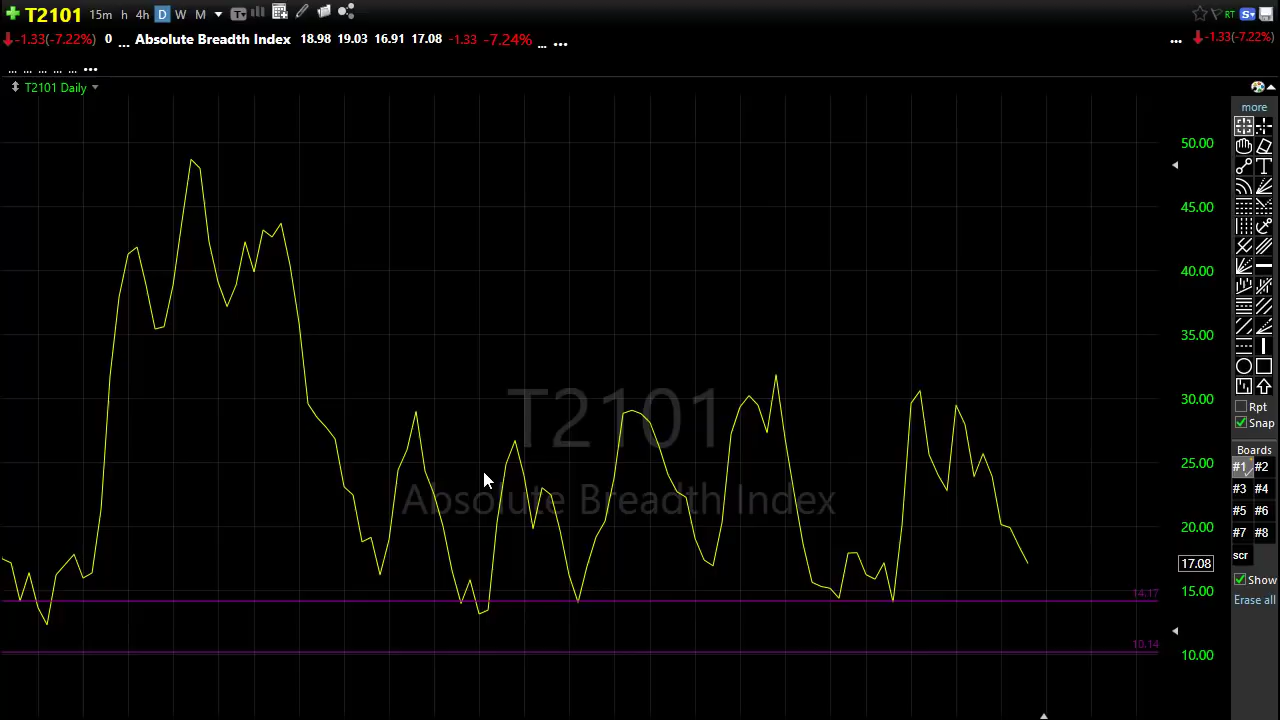 T2101 15m h 4h D W M T RT S
-1.33(-7.22%) 0 ... Absolute Breadth Index 18.98 19.03 16.91 17.08 -1.33 -7.24% ... ... ... -1.33(-7.22%)
... ... ... ... ... ...
T2101 Daily
more
50.00
45.00
40.00
35.00
30.00
25.00
20.00
17.08
15.00
10.00
14.17
10.14
T2101
Absolute Breadth Index
T
Rpt
Snap
Boards
#1 #2
#3 #4
#5 #6
#7 #8
scr
Show
Erase all